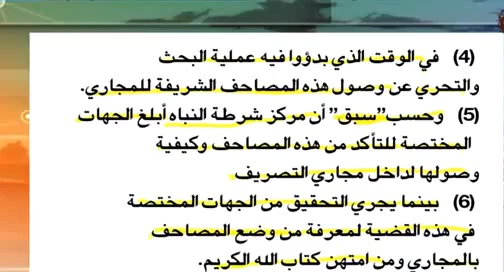 (4) في الوقت الذي بدؤوا فيه عملية البحث
والتحري عن وصول هذه المصاحف الشريفة للمجاري.
(5) وحسب"سبق" أن مركز شرطة النباه أبلغ الجهات
المختصة للتأكد من هذه المصاحف وكيفية
وصولها لداخل مجاري التصريف
(6) بينما يجري التحقيق من الجهات المختصة
في هذه القضية لمعرفة من وضع المصاحف
بالمجاري ومن امتهن كتاب الله الكريم.